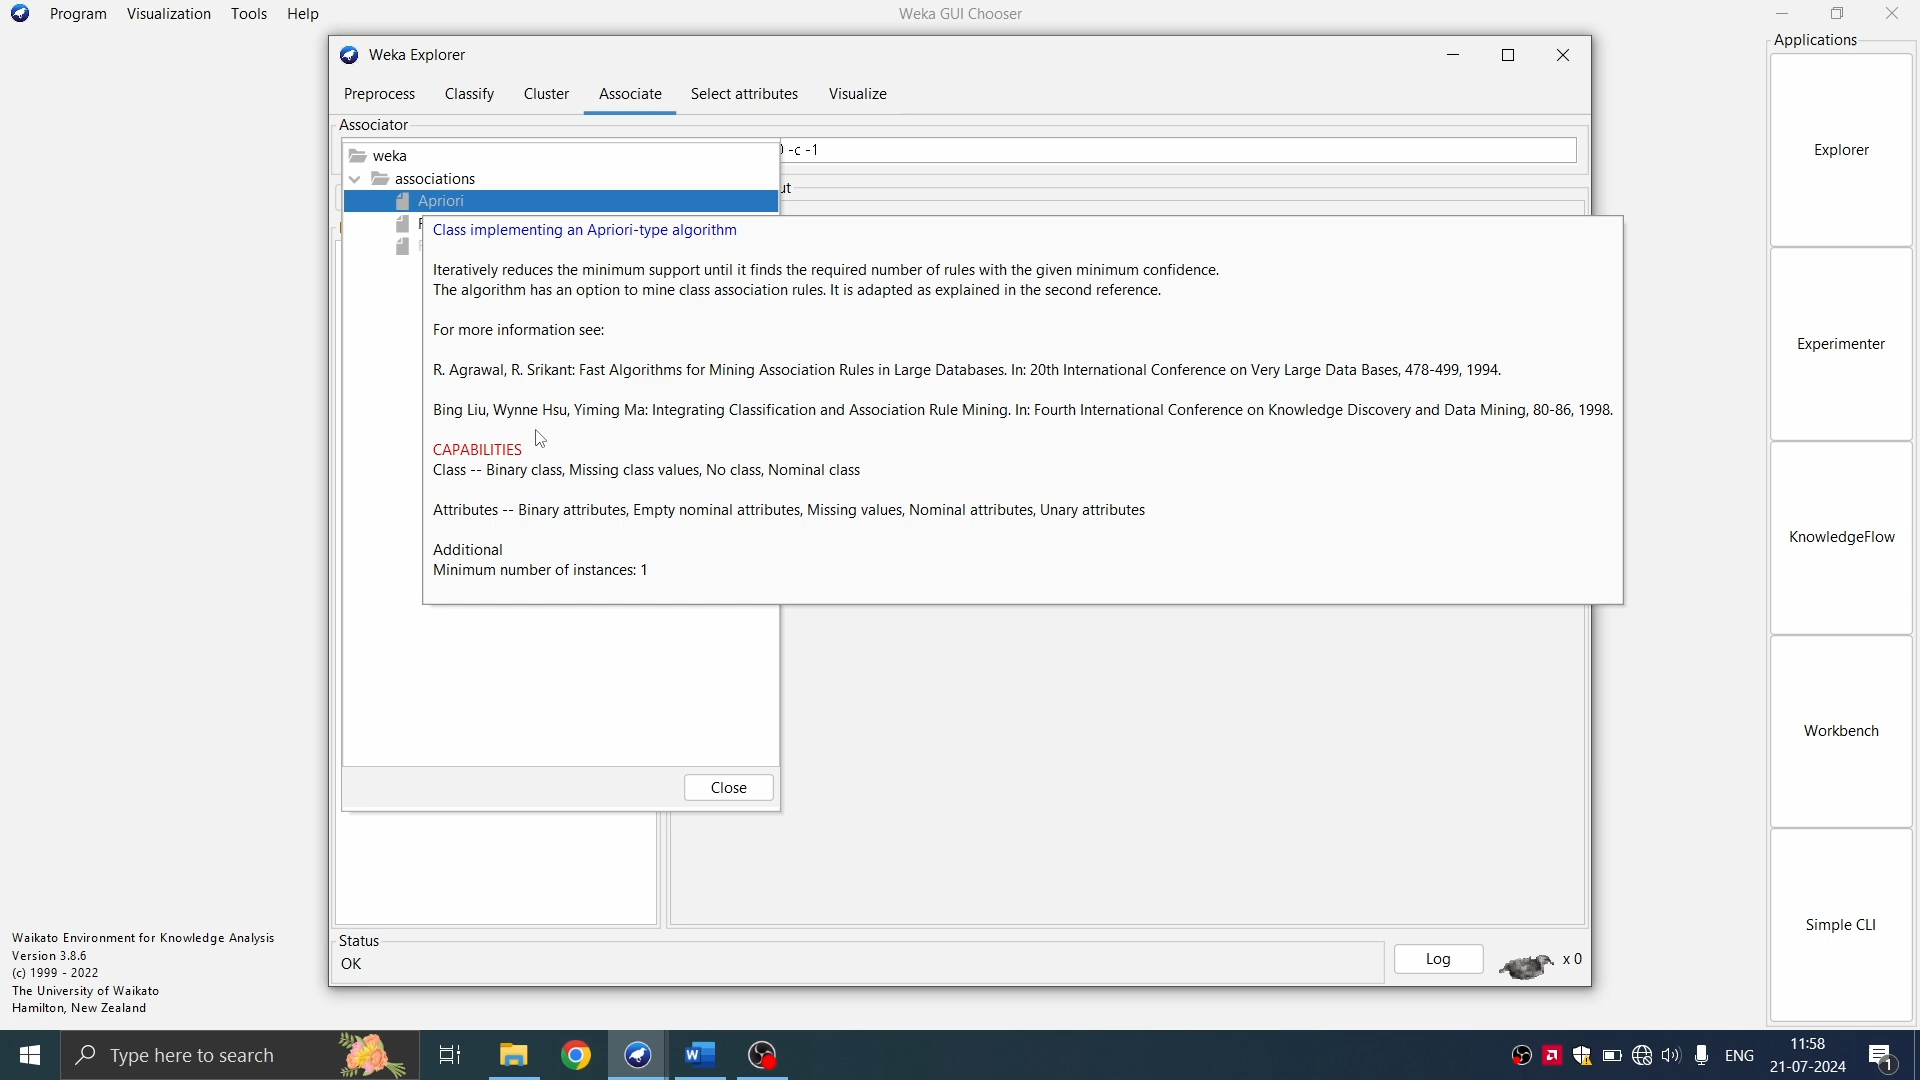 Program Visualization Tools Help
Weka GUI Chooser
Applications
Weka Explorer
Preprocess Classify Cluster Associate Select attributes Visualize
Associator
-c -1
weka
associations
Apriori
Class implementing an Apriori-type algorithm
Iteratively reduces the minimum support until it finds the required number of rules with the given minimum confidence.
The algorithm has an option to mine class association rules. It is adapted as explained in the second reference.
For more information see:
R. Agrawal, R. Srikant: Fast Algorithms for Mining Association Rules in Large Databases. In: 20th International Conference on Very Large Data Bases, 478-499, 1994.
Bing Liu, Wynne Hsu, Yiming Ma: Integrating Classification and Association Rule Mining. In: Fourth International Conference on Knowledge Discovery and Data Mining, 80-86, 1998.
CAPABILITIES
Class -- Binary class, Missing class values, No class, Nominal class
Attributes -- Binary attributes, Empty nominal attributes, Missing values, Nominal attributes, Unary attributes
Additional
Minimum number of instances: 1
Close
Status
OK
Log
x 0
Explorer
Experimenter
KnowledgeFlow
Workbench
Simple CLI
Waikato Environment for Knowledge Analysis
Version 3.8.6
(c) 1999 - 2022
The University of Waikato
Hamilton, New Zealand
Type here to search
ENG
11:58
21-07-2024
1